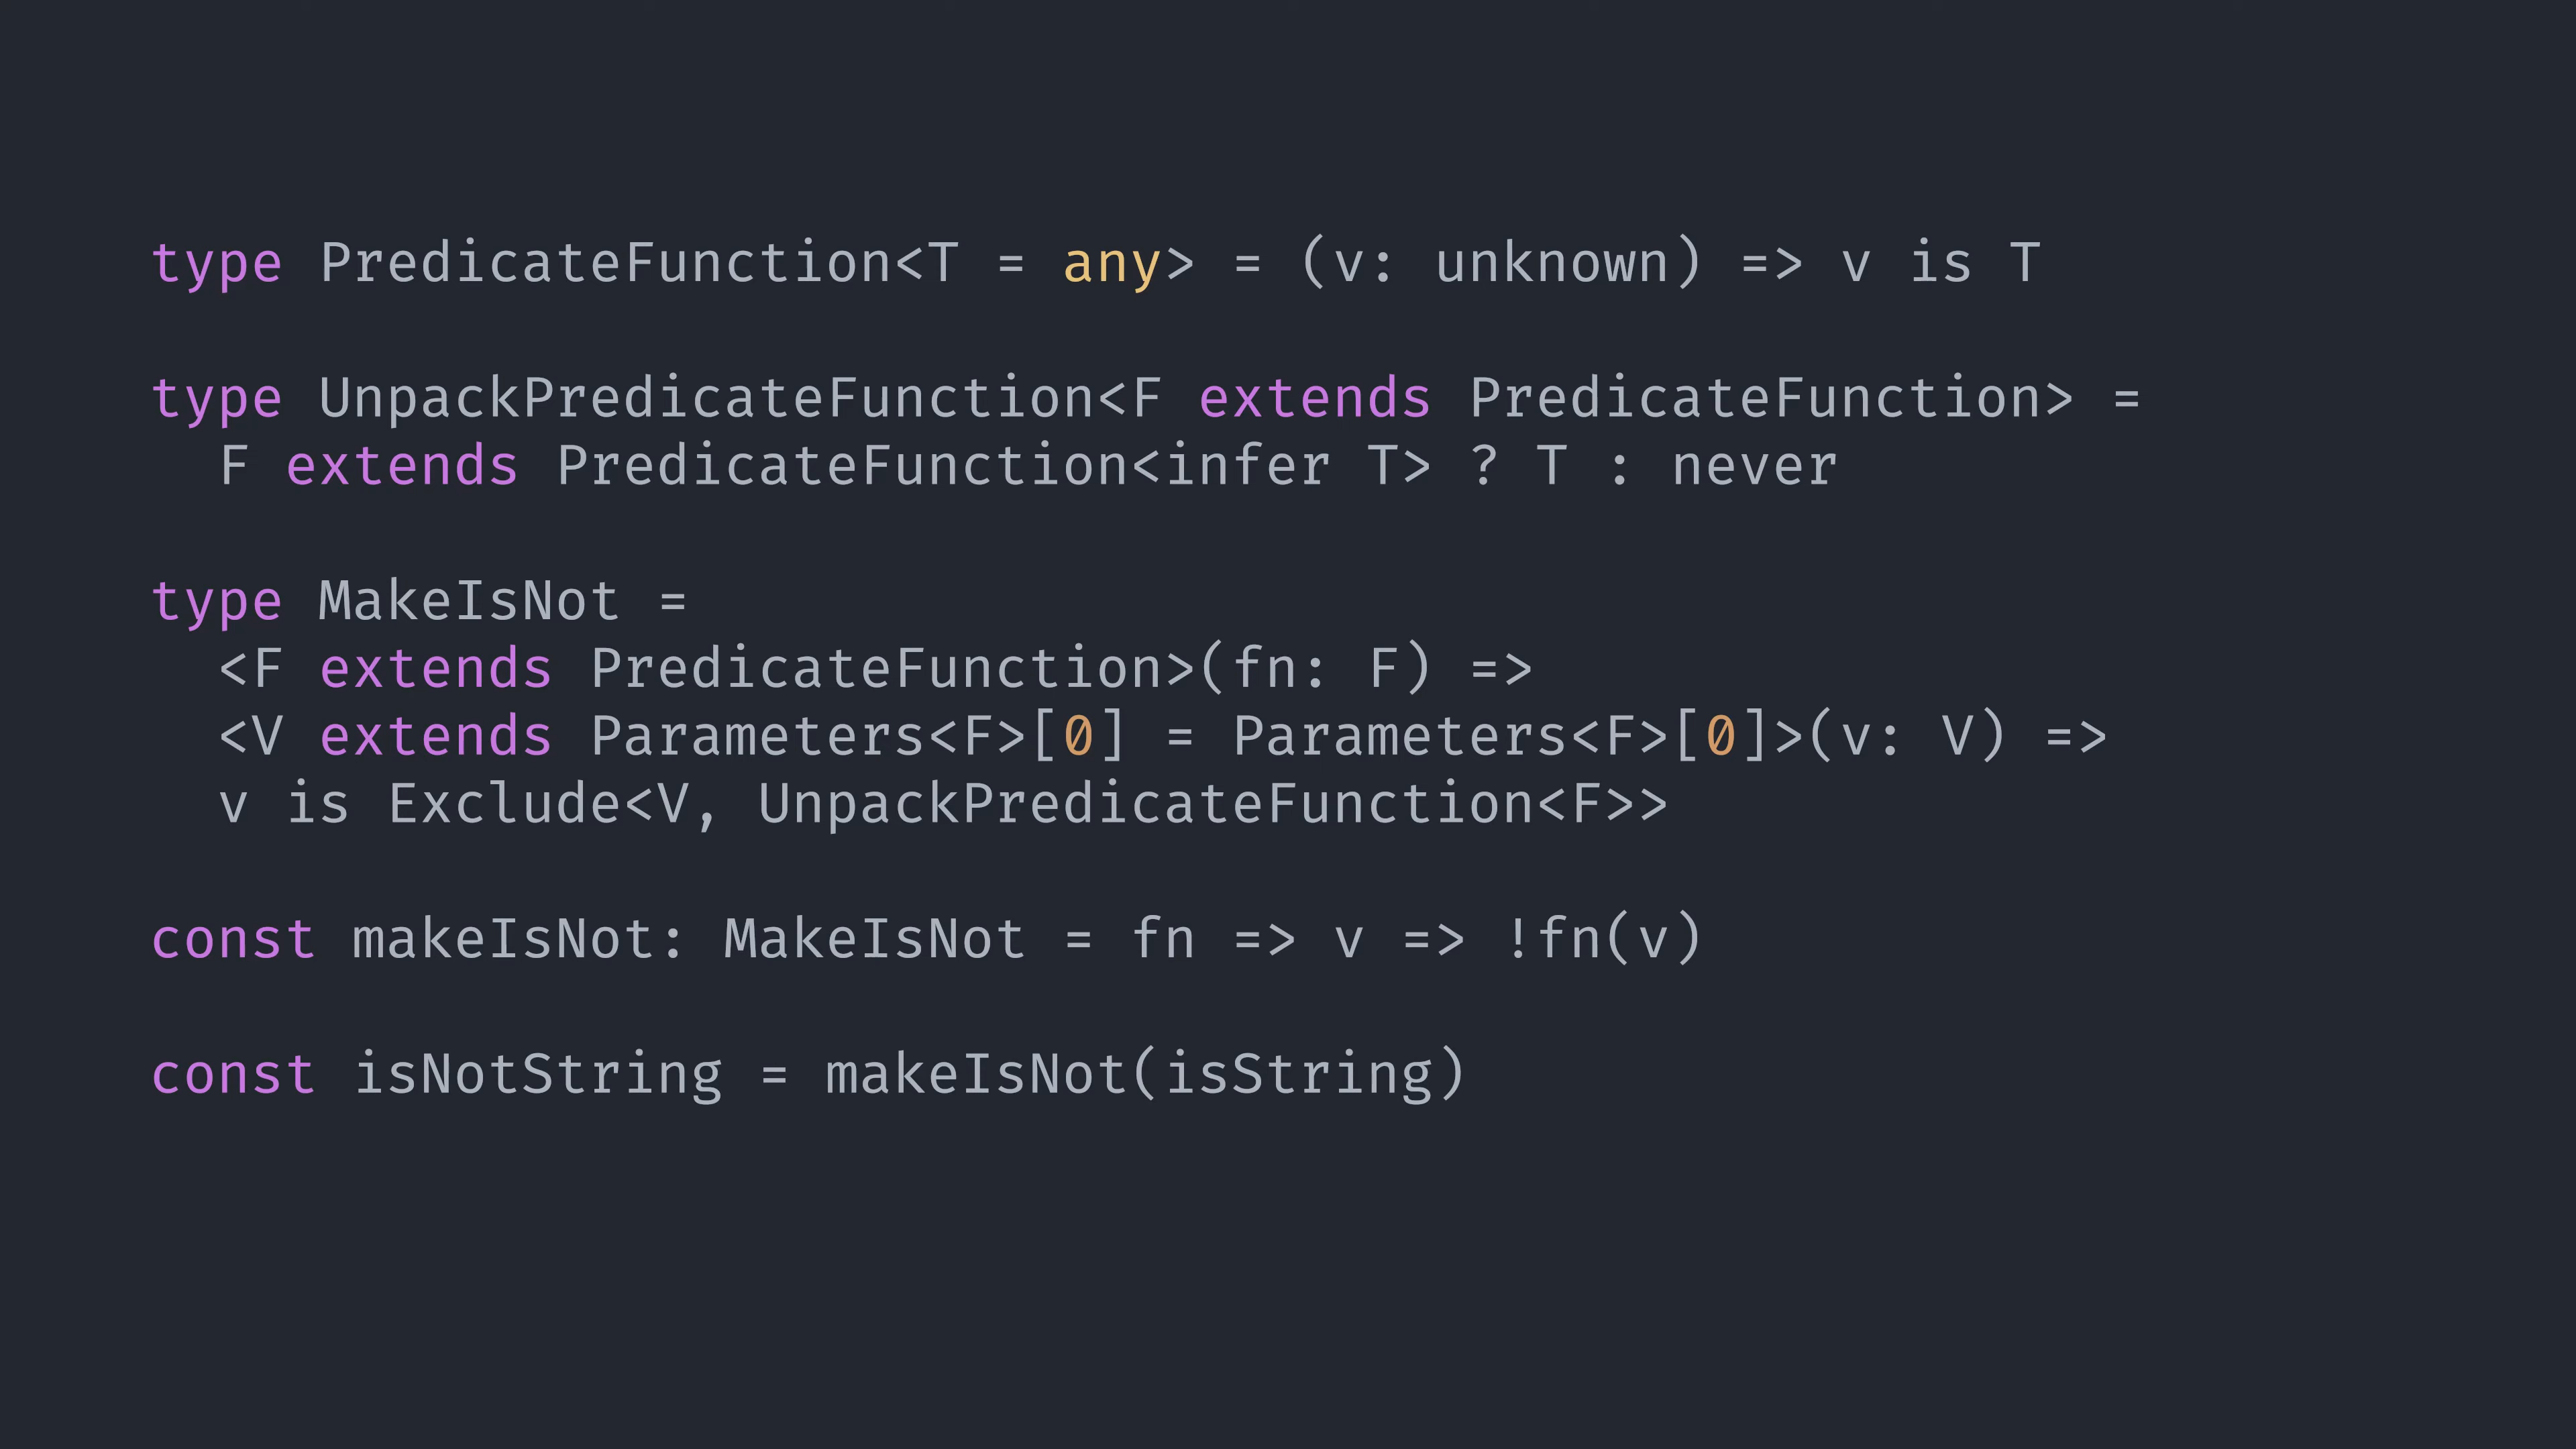 type PredicateFunction<T = any> = (v: unknown) => v is T
type UnpackPredicateFunction<F extends PredicateFunction> =
F extends PredicateFunction<infer T> ? T : never
type MakeIsNot =
<F extends PredicateFunction>(fn: F) =>
<V extends Parameters<F>[0] = Parameters<F>[0]>(v: V) =>
v is Exclude<V, UnpackPredicateFunction<F>>
const makeIsNot: MakeIsNot = fn => v => !fn(v)
const isNotString = makeIsNot(isString)